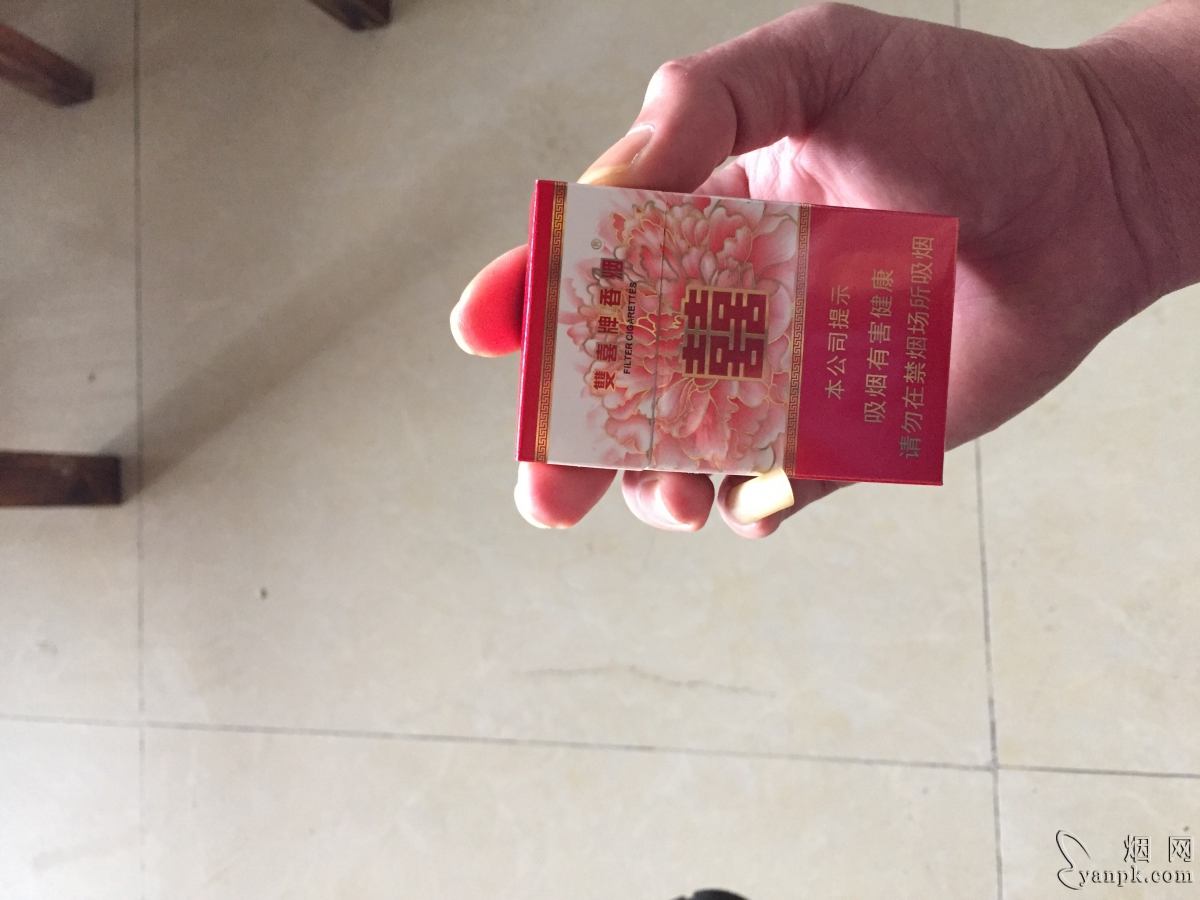 雙喜牌香烟
®
FILTER CIGARETTES
囍
本公司提示
吸烟有害健康
请勿在禁烟场所吸烟
烟网
yanpk.com